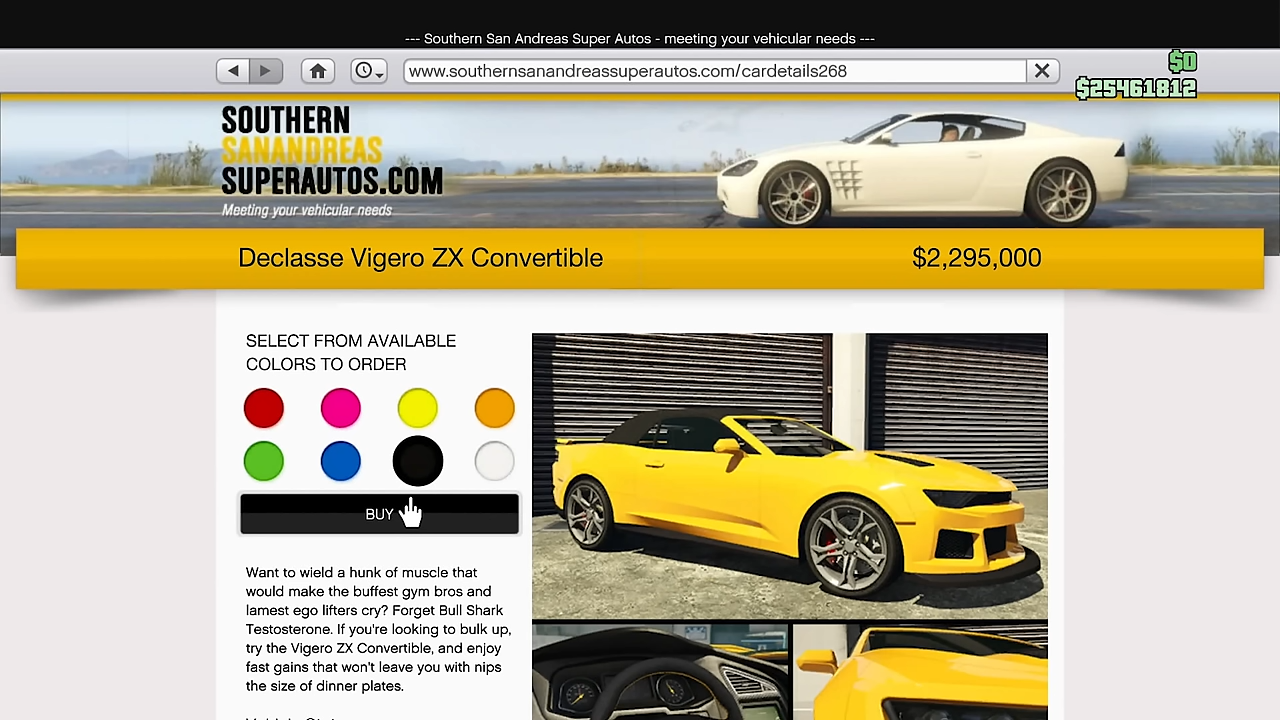 --- Southern San Andreas Super Autos - meeting your vehicular needs ---
www.southernsanandreassuperautos.com/cardetails268
$0
$25461812
SOUTHERN
SANANDREAS
SUPERAUTOS.COM
Meeting your vehicular needs
Declasse Vigero ZX Convertible
$2,295,000
SELECT FROM AVAILABLE
COLORS TO ORDER
BUY
Want to wield a hunk of muscle that
would make the buffest gym bros and
lamest ego lifters cry? Forget Bull Shark
Testosterone. If you're looking to bulk up,
try the Vigero ZX Convertible, and enjoy
fast gains that won't leave you with nips
the size of dinner plates.